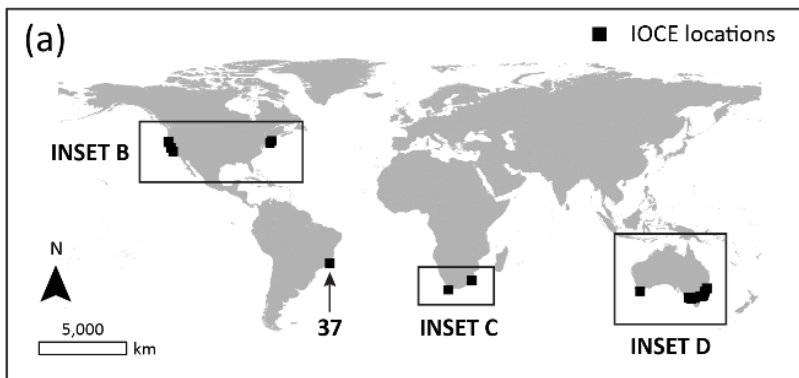 (a)
IOCE locations
INSET B
N
5,000
km
37
INSET C
INSET D